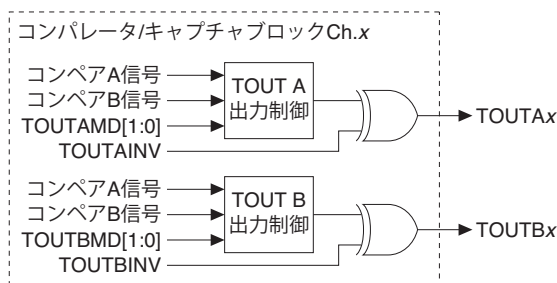 コンパレータ/キャプチャブロックCh.x
コンペアA信号
コンペアB信号
TOUTAMD[1:0]
TOUTAINV
TOUT A
出力制御
TOUTAx
コンペアA信号
コンペアB信号
TOUTBMD[1:0]
TOUTBINV
TOUT B
出力制御
TOUTBx